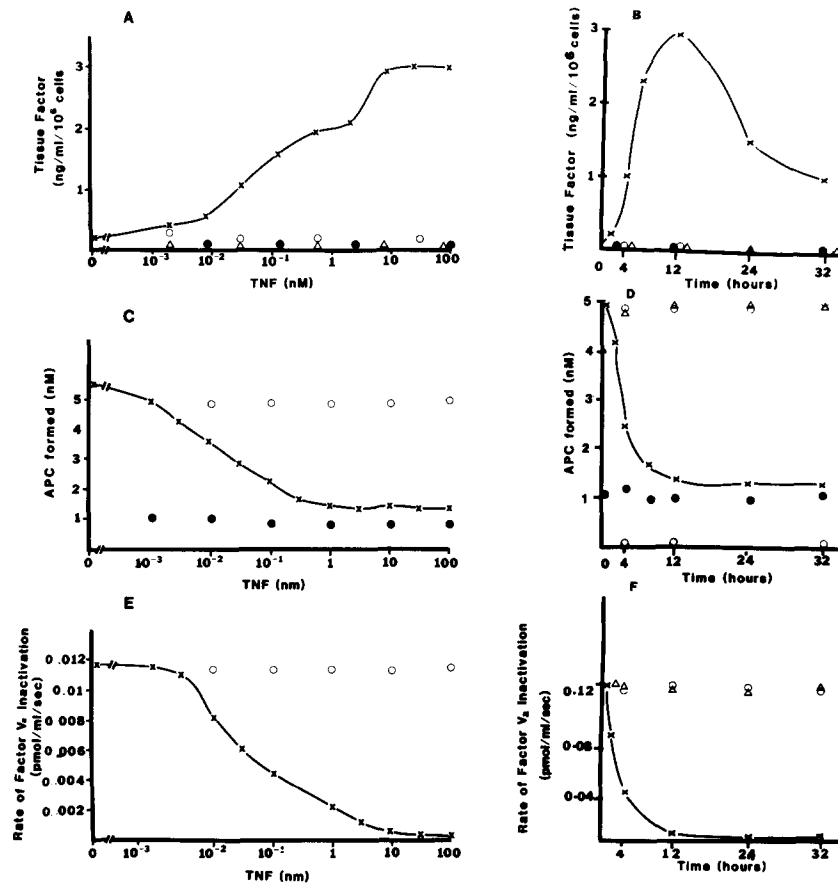 A
Tissue Factor
(ng/ml/10⁶ cells)
3
2
1
0
10⁻³
10⁻²
10⁻¹
1
10
100
TNF (nM)
B
Tissue Factor (ng/ml/10⁶ cells)
3
2
1
0
4
12
24
32
Time (hours)
C
APC formed (nM)
5
4
3
2
1
0
10⁻³
10⁻²
10⁻¹
1
10
100
TNF (nm)
D
APC formed (nM)
5
4
3
2
1
0
4
12
24
32
Time (hours)
E
Rate of Factor Vₐ Inactivation
(pmol/ml/sec)
0.012
0.01
0.008
0.006
0.004
0.002
0
10⁻³
10⁻²
10⁻¹
1
10
100
TNF (nm)
F
Rate of Factor Vₐ Inactivation
(pmol/ml/sec)
0.12
0.08
0.04
4
12
24
32
Time (hours)